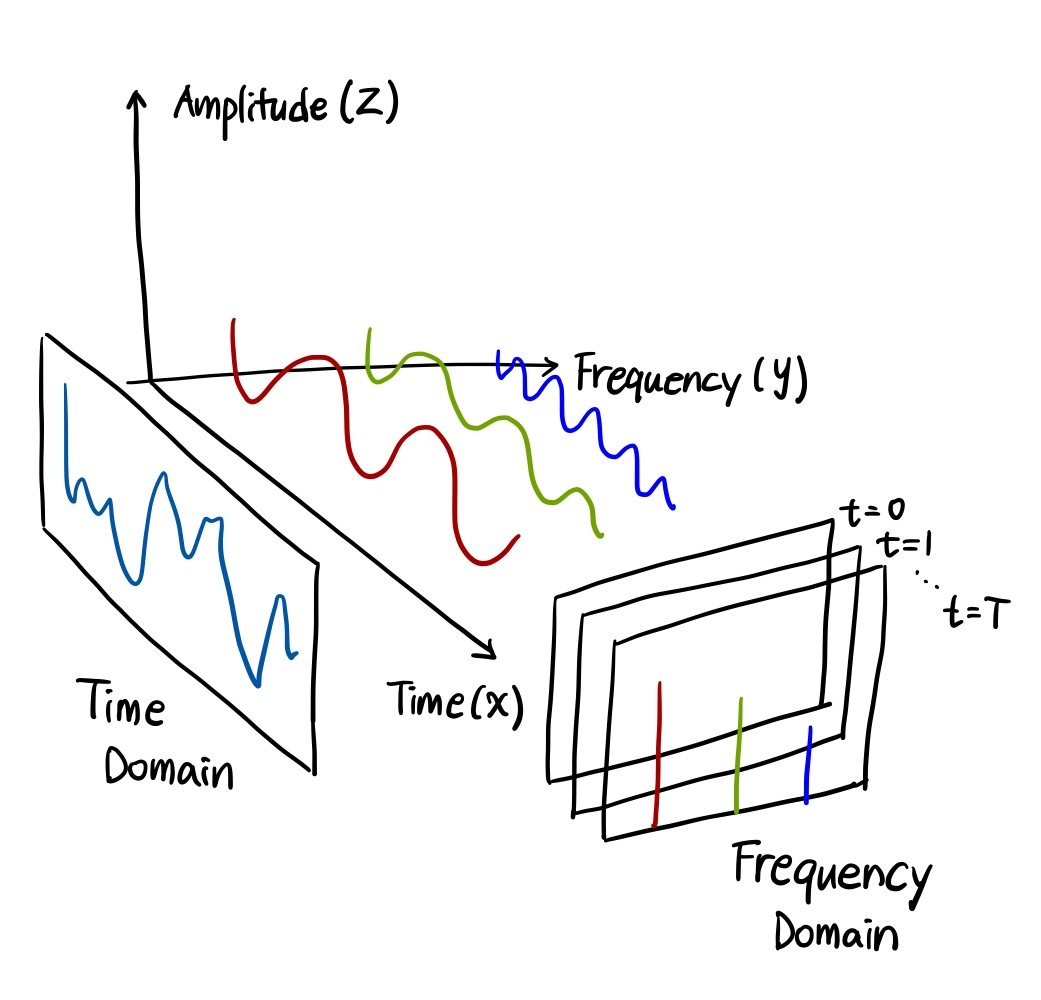 Amplitude (Z)
Frequency (y)
t=0
t=1
t=T
Time (x)
Time
Domain
Frequency
Domain